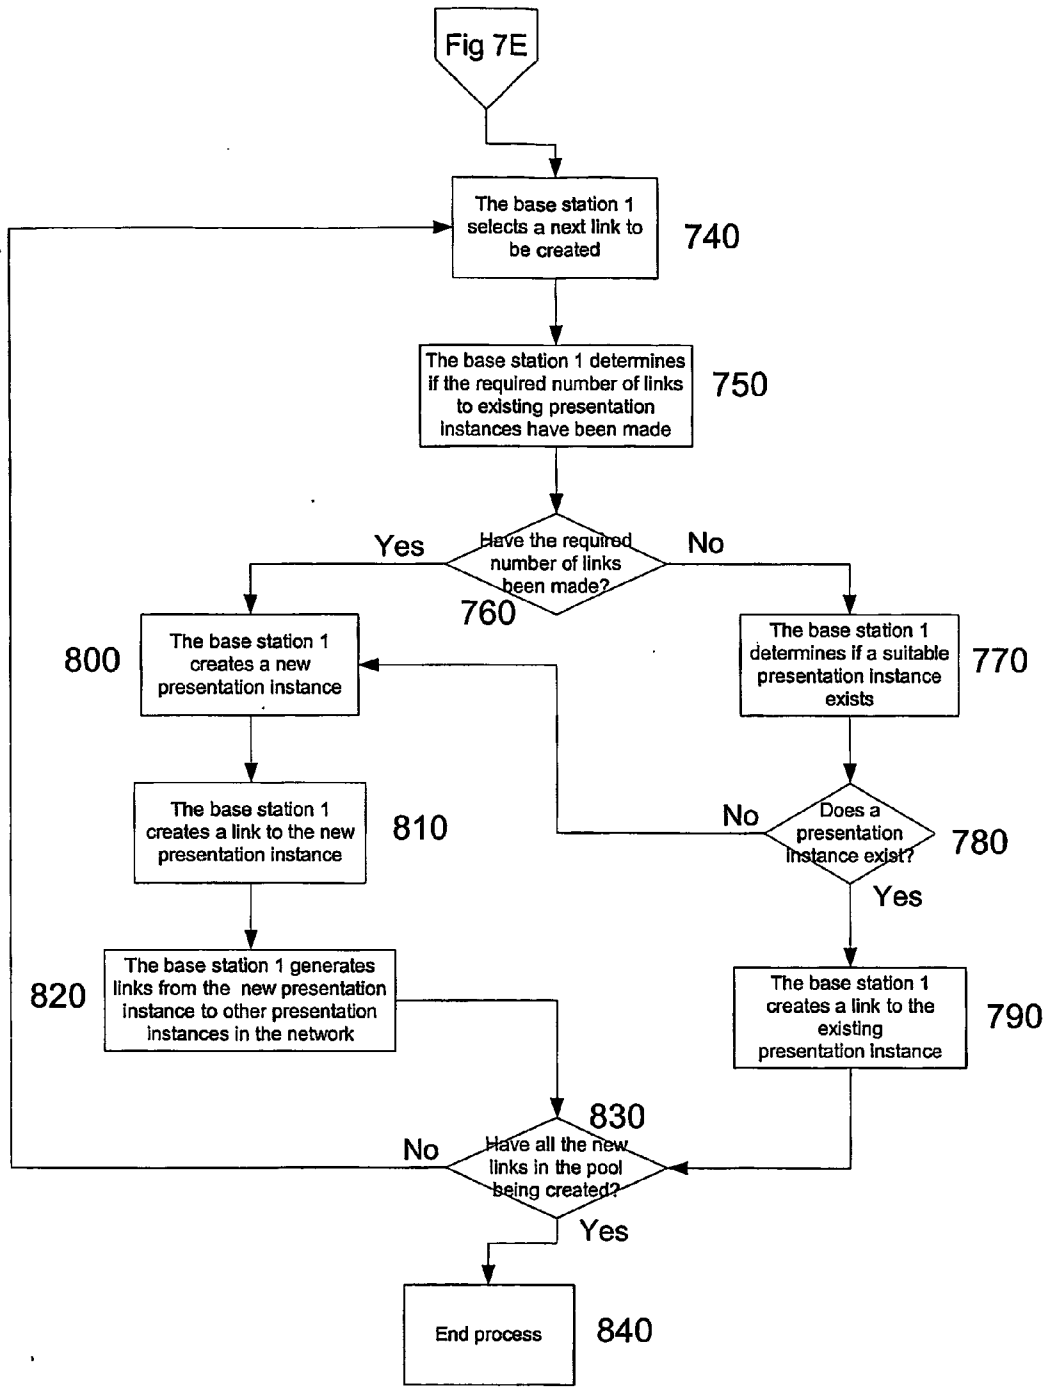 Fig 7E
The base station 1
selects a next link to
be created
740
The base station 1 determines
if the required number of links
to existing presentation
instances have been made
750
Have the required
number of links
been made?
Yes
No
760
800
The base station 1
creates a new
presentation instance
The base station 1
determines if a suitable
presentation instance
exists
770
The base station 1
creates a link to the new
presentation instance
810
No
Does a
presentation
instance exist?
780
Yes
820
The base station 1 generates
links from the new presentation
instance to other presentation
instances in the network
The base station 1
creates a link to the
existing
presentation instance
790
830
No
Have all the new
links in the pool
being created?
Yes
End process
840